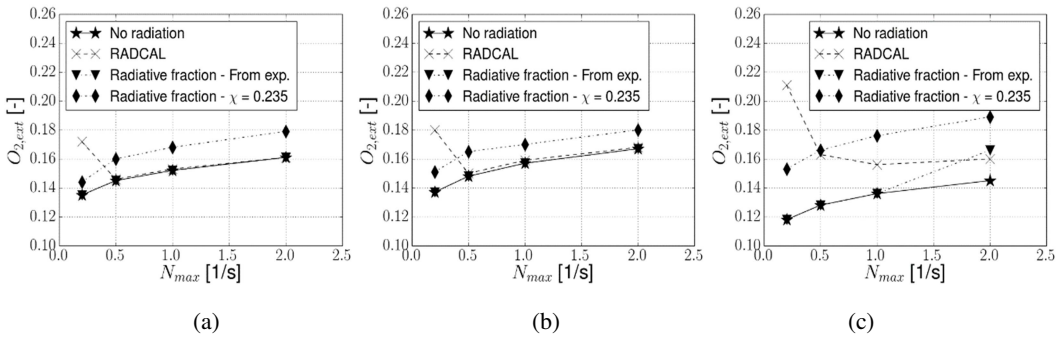 0.26
0.24
0.22
0.20
0.18
0.16
0.14
0.12
0.10
O2,ext [-]
No radiation
RADCAL
Radiative fraction - From exp.
Radiative fraction - χ = 0.235
0.0 0.5 1.0 1.5 2.0 2.5
Nmax [1/s]
(a)
0.26
0.24
0.22
0.20
0.18
0.16
0.14
0.12
0.10
O2,ext [-]
No radiation
RADCAL
Radiative fraction - From exp.
Radiative fraction - χ = 0.235
0.0 0.5 1.0 1.5 2.0 2.5
Nmax [1/s]
(b)
0.26
0.24
0.22
0.20
0.18
0.16
0.14
0.12
0.10
O2,ext [-]
No radiation
RADCAL
Radiative fraction - From exp.
Radiative fraction - χ = 0.235
0.0 0.5 1.0 1.5 2.0 2.5
Nmax [1/s]
(c)